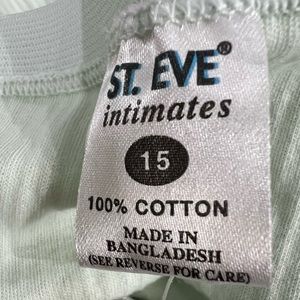 ST. EVE®
intimates
15
100% COTTON
MADE IN
BANGLADESH
(SEE REVERSE FOR CARE)